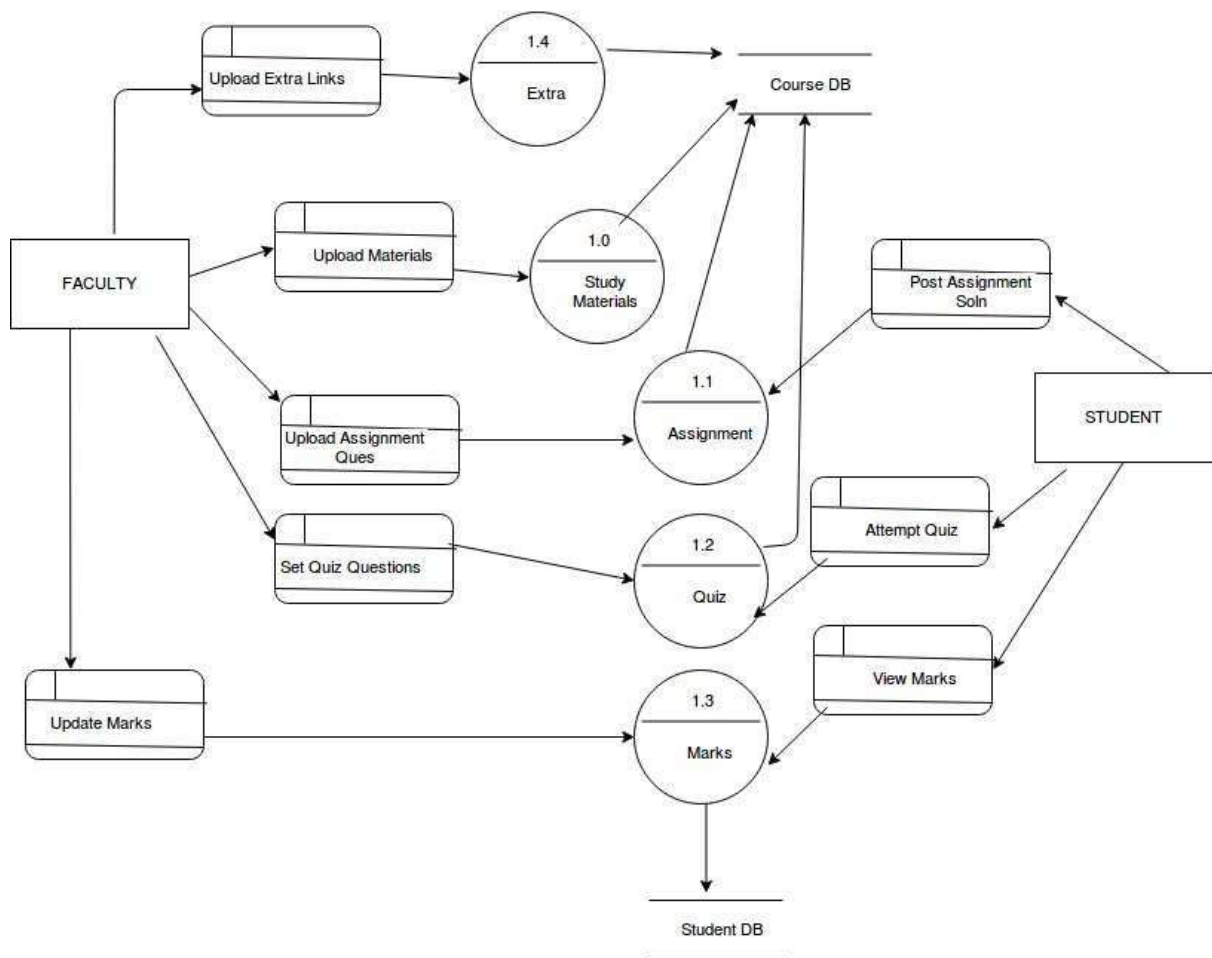 1.4
Upload Extra Links
Extra
Course DB
1.0
Upload Materials
Study
Materials
FACULTY
Post Assignment
Soln
1.1
Assignment
STUDENT
Upload Assignment
Ques
Attempt Quiz
1.2
Set Quiz Questions
Quiz
View Marks
1.3
Update Marks
Marks
Student DB